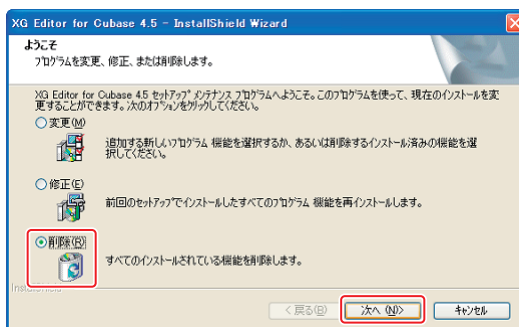 XG Editor for Cubase 4.5 - InstallShield Wizard
ようこそ
プログラムを変更、修正、または削除します。
XG Editor for Cubase 4.5 セットアップ メンテナンス プログラムへようこそ。このプログラムを使って、現在のインストールを変
更することができます。次のオプションをクリックしてください。
変更(M)
追加する新しいプログラム 機能を選択するか、あるいは削除するインストール済みの機能を選
択してください。
修正(E)
前回のセットアップでインストールしたすべてのプログラム 機能を再インストールします。
削除(R)
すべてのインストールされている機能を削除します。
InstallShield
< 戻る(B)
次へ (N)>
キャンセル